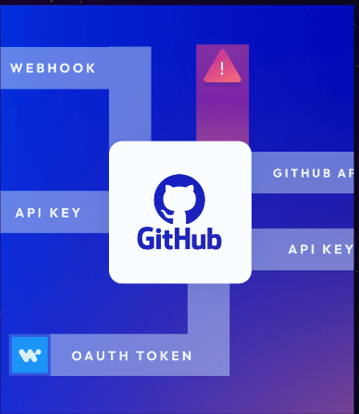 WEBHOOK
!
GITHUB AP
API KEY
GitHub
API KEY
OAUTH TOKEN